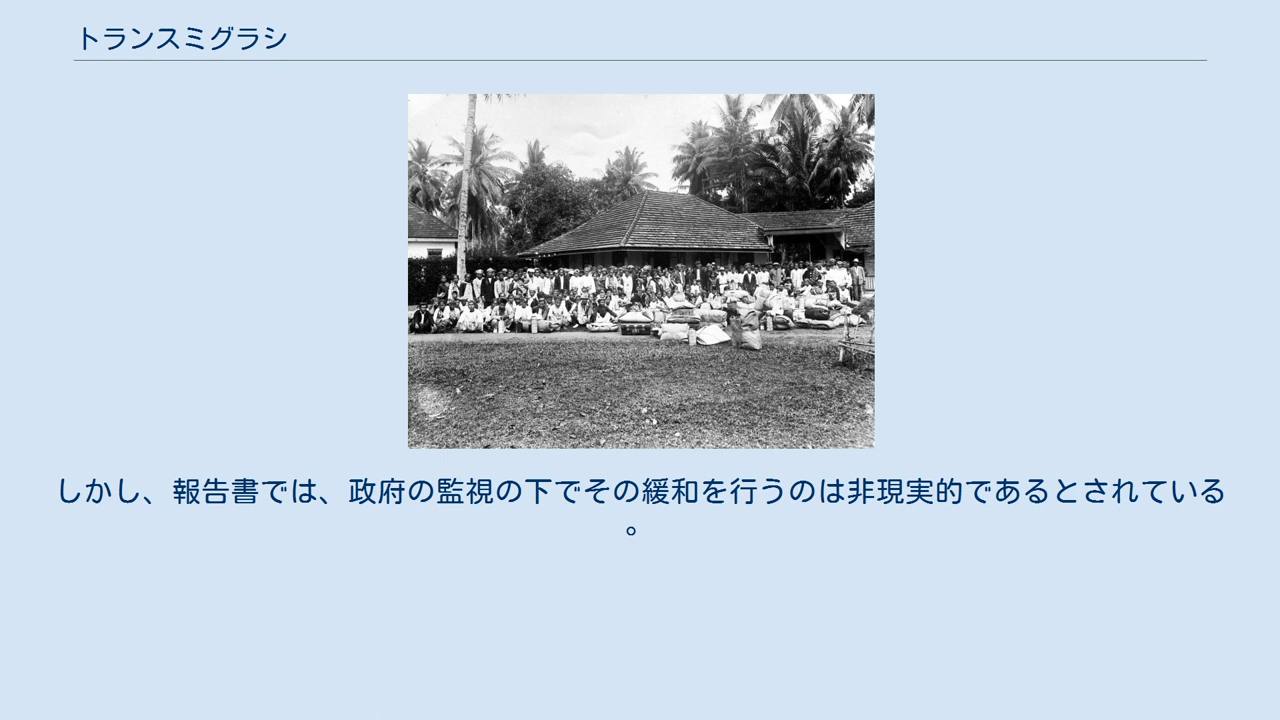 トランスミグラシ
しかし、報告書では、政府の監視の下でその緩和を行うのは非現実的であるとされている
。